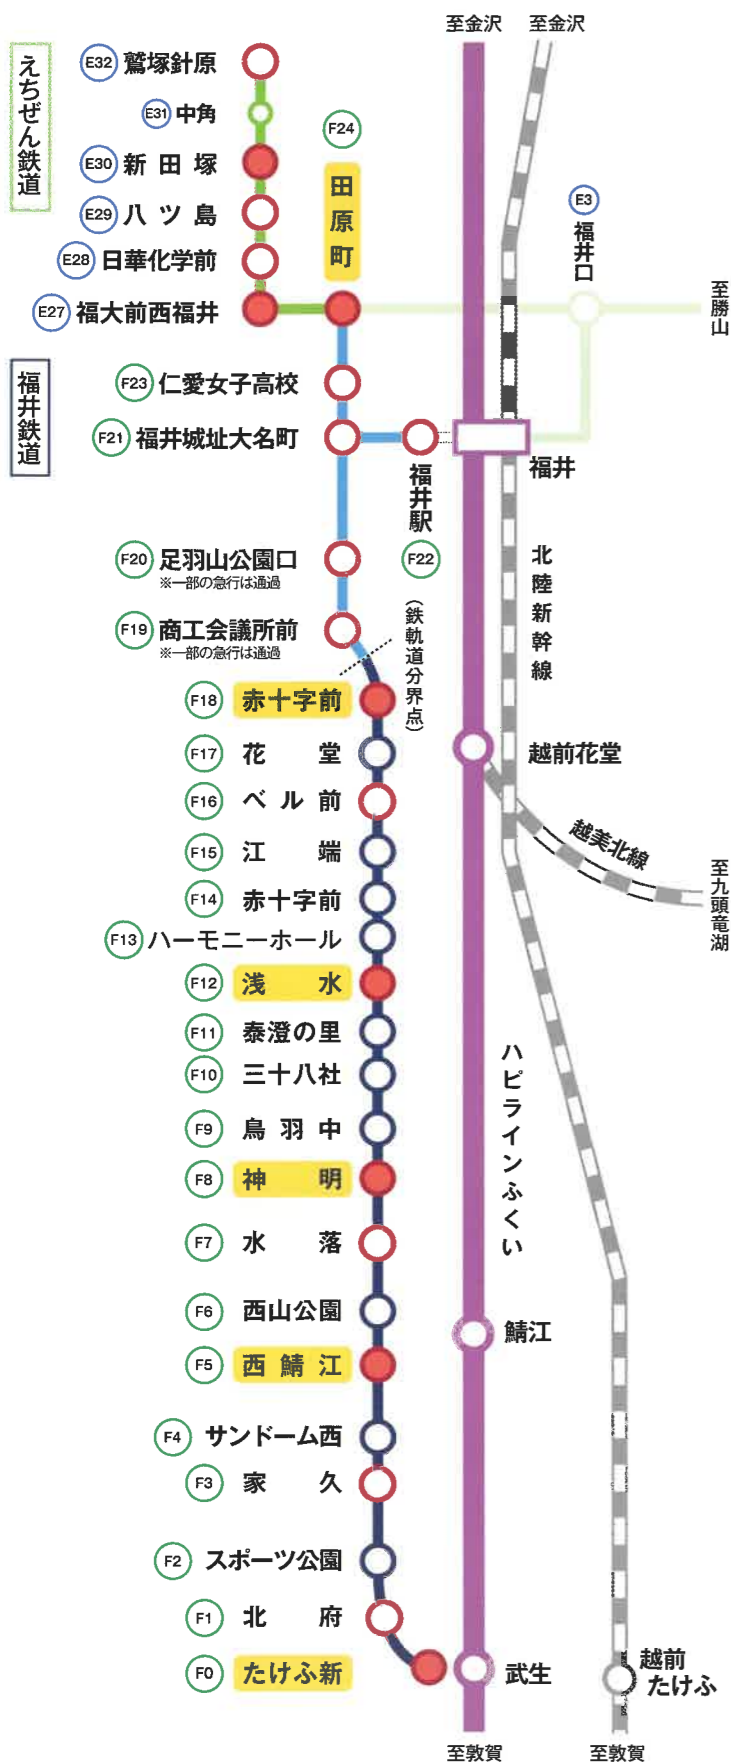 至金沢
至金沢
えちぜん鉄道
E32 鷲塚針原
E31 中角
E30 新田塚
E29 八ツ島
E28 日華化学前
E27 福大前西福井
F24
田原町
E3
福井口
至勝山
福井鉄道
F23 仁愛女子高校
F21 福井城址大名町
福井駅
F22
福井
F20 足羽山公園口
※一部の急行は通過
F19 商工会議所前
※一部の急行は通過
(鉄軌道分界点)
北陸新幹線
F18 赤十字前
F17 花堂
越前花堂
F16 ベル前
F15 江端
越美北線
至九頭竜湖
F14 赤十字前
F13 ハーモニーホール
F12 浅水
F11 泰澄の里
F10 三十八社
ハピラインふくい
F9 鳥羽中
F8 神明
F7 水落
F6 西山公園
鯖江
F5 西鯖江
F4 サンドーム西
F3 家久
F2 スポーツ公園
F1 北府
F0 たけふ新
武生
越前
たけふ
至敦賀
至敦賀